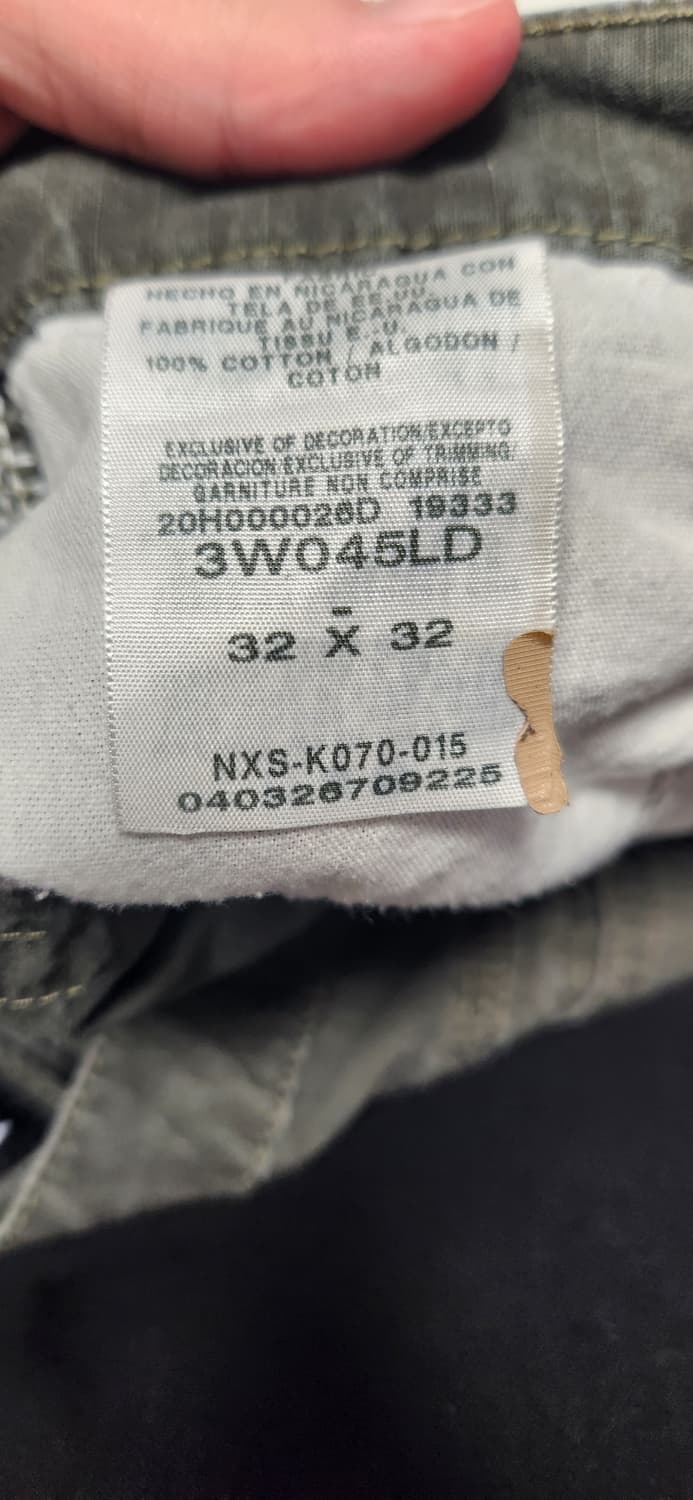 HECHO EN NICARAGUA CON
TELA DE EE.UU.
FABRIQUE AU NICARAGUA DE
TISSU E.-U.
100% COTTON / ALGODON /
COTON
EXCLUSIVE OF DECORATION/EXCEPTO
DECORACION/EXCLUSIVE OF TRIMMING
GARNITURE NON COMPRISE
20H000026D 19333
3W045LD
-
32 X 32
NXS-K070-015
040326709225